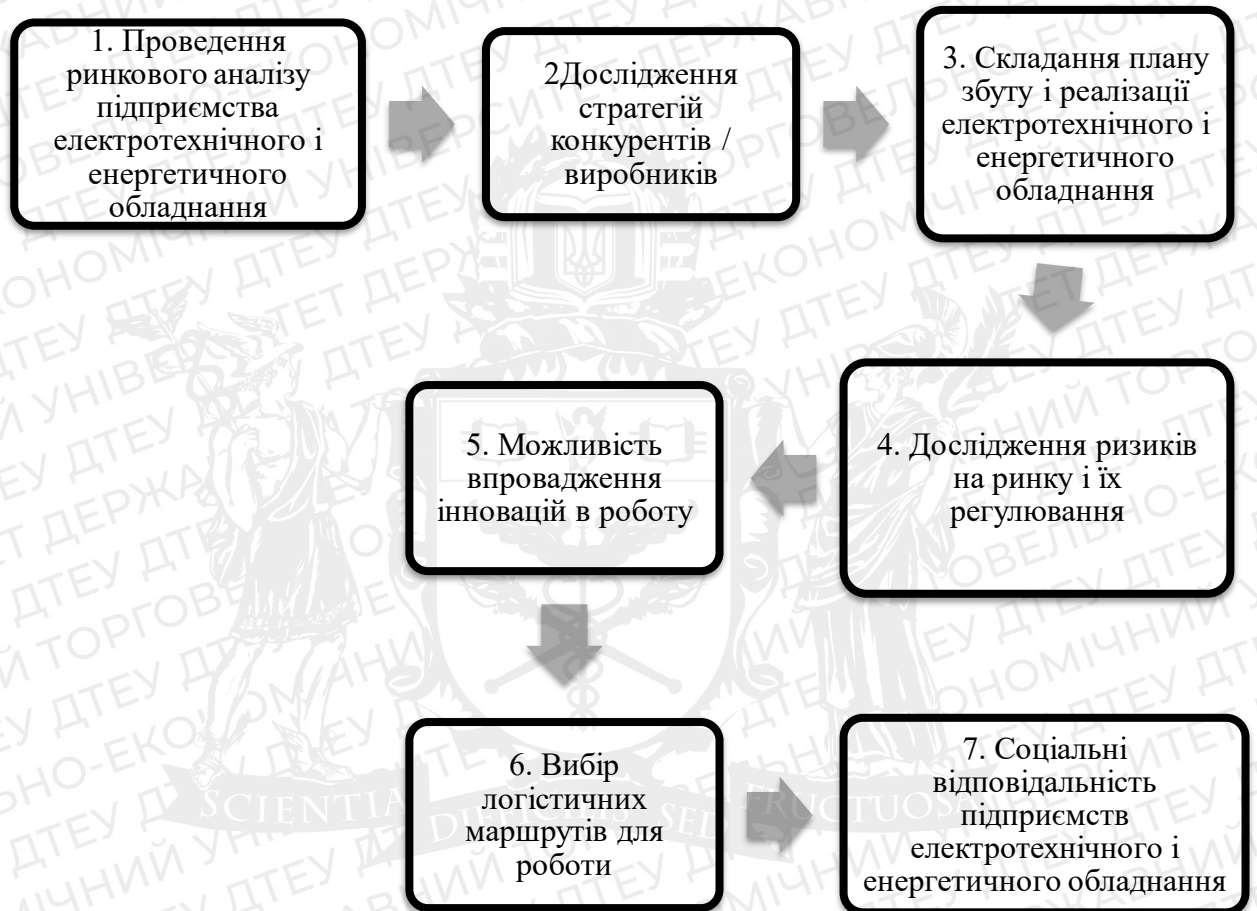 1. Проведення
ринкового аналізу
підприємства
електротехнічного і
енергетичного
обладнання
2Дослідження
стратегій
конкурентів /
виробників
3. Складання плану
збуту і реалізації
електротехнічного і
енергетичного
обладнання
4. Дослідження ризиків
на ринку і їх
регулювання
5. Можливість
впровадження
інновацій в роботу
6. Вибір
логістичних
маршрутів для
роботи
7. Соціальні
відповідальність
підприємств
електротехнічного і
енергетичного обладнання